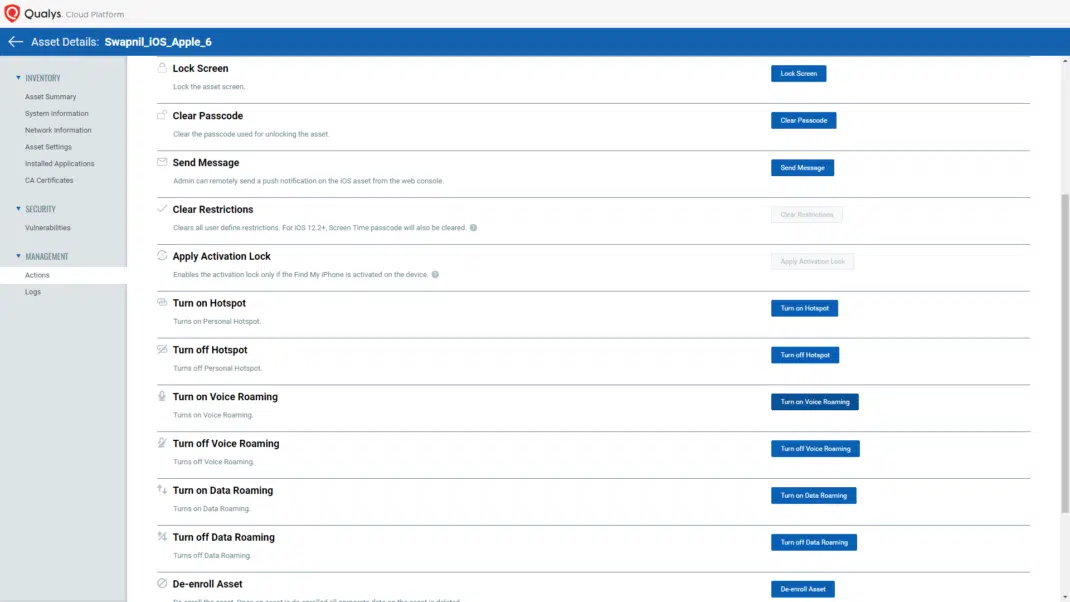 Qualys. Cloud Platform
Asset Details: Swapnil_iOS_Apple_6
INVENTORY
Asset Summary
System Information
Network Information
Asset Settings
Installed Applications
CA Certificates
SECURITY
Vulnerabilities
MANAGEMENT
Actions
Logs
Lock Screen
Lock Screen
Lock the asset screen.
Clear Passcode
Clear Passcode
Clear the passcode used for unlocking the asset.
Send Message
Send Message
Admin can remotely send a push notification on the iOS asset from the web console.
Clear Restrictions
Clear Restrictions
Clears all user define restrictions. For iOS 12.2+, Screen Time passcode will also be cleared.
Apply Activation Lock
Apply Activation Lock
Enables the activation lock only if the Find My iPhone is activated on the device.
Turn on Hotspot
Turn on Hotspot
Turns on Personal Hotspot.
Turn off Hotspot
Turn off Hotspot
Turns off Personal Hotspot.
Turn on Voice Roaming
Turn on Voice Roaming
Turns on Voice Roaming.
Turn off Voice Roaming
Turn off Voice Roaming
Turns off Voice Roaming.
Turn on Data Roaming
Turn on Data Roaming
Turns on Data Roaming.
Turn off Data Roaming
Turn off Data Roaming
Turns off Data Roaming.
De-enroll Asset
De-enroll Asset